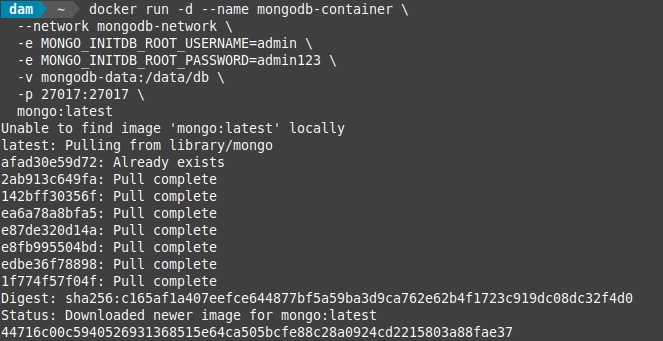 dam ~ docker run -d --name mongodb-container \
--network mongodb-network \
-e MONGO_INITDB_ROOT_USERNAME=admin \
-e MONGO_INITDB_ROOT_PASSWORD=admin123 \
-v mongodb-data:/data/db \
-p 27017:27017 \
mongo:latest
Unable to find image 'mongo:latest' locally
latest: Pulling from library/mongo
afad30e59d72: Already exists
2ab913c649fa: Pull complete
142bff30356f: Pull complete
ea6a78a8bfa5: Pull complete
e87de320d14a: Pull complete
e8fb995504bd: Pull complete
edbe36f78898: Pull complete
1f774f57f04f: Pull complete
Digest: sha256:c165af1a407eefce644877bf5a59ba3d9ca762e62b4f1723c919dc08dc32f4d0
Status: Downloaded newer image for mongo:latest
44716c00c5940526931368515e64ca505bcfe88c28a0924cd2215803a88fae37